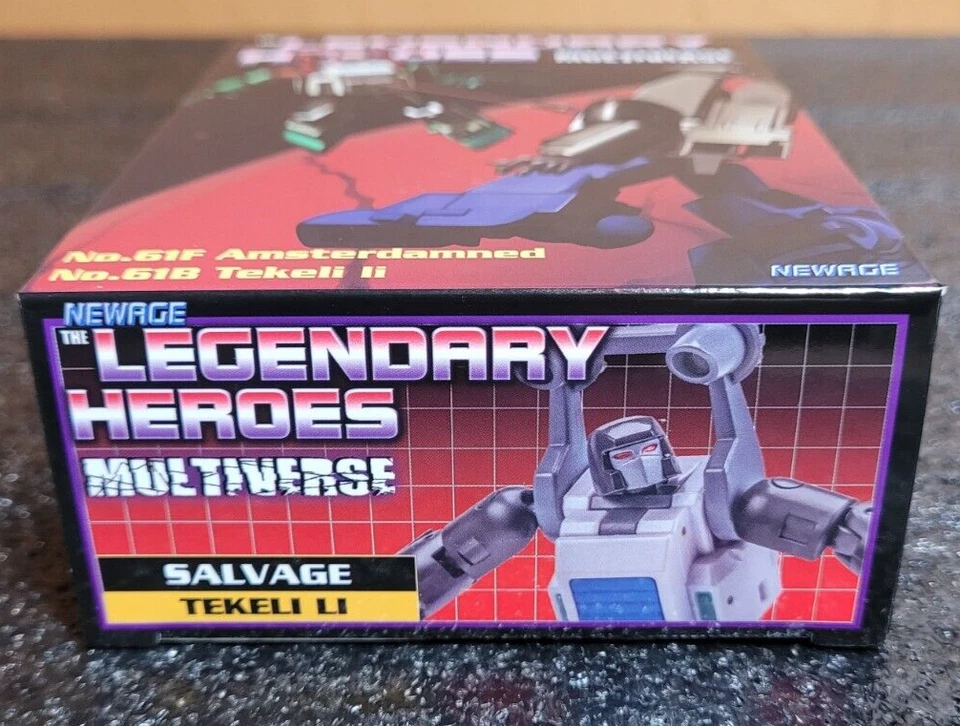 No.61F Amsterdamned
No.61B Tekeli li
NEWAGE
NEWAGE
THE LEGENDARY
HEROES
MULTIVERSE
SALVAGE
TEKELI LI